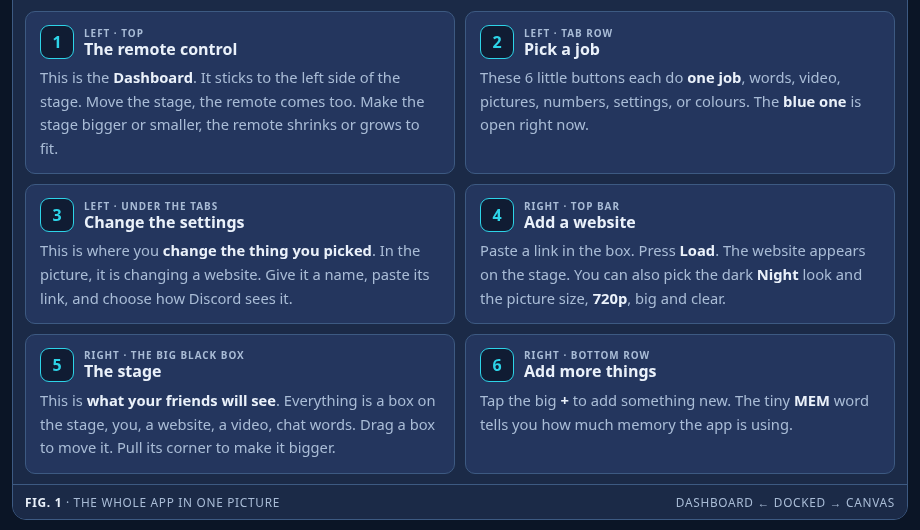 1
LEFT · TOP
The remote control
This is the Dashboard. It sticks to the left side of the
stage. Move the stage, the remote comes too. Make the
stage bigger or smaller, the remote shrinks or grows to
fit.
2
LEFT · TAB ROW
Pick a job
These 6 little buttons each do one job, words, video,
pictures, numbers, settings, or colours. The blue one is
open right now.
3
LEFT · UNDER THE TABS
Change the settings
This is where you change the thing you picked. In the
picture, it is changing a website. Give it a name, paste its
link, and choose how Discord sees it.
4
RIGHT · TOP BAR
Add a website
Paste a link in the box. Press Load. The website appears
on the stage. You can also pick the dark Night look and
the picture size, 720p, big and clear.
5
RIGHT · THE BIG BLACK BOX
The stage
This is what your friends will see. Everything is a box on
the stage, you, a website, a video, chat words. Drag a box
to move it. Pull its corner to make it bigger.
6
RIGHT · BOTTOM ROW
Add more things
Tap the big + to add something new. The tiny MEM word
tells you how much memory the app is using.
FIG. 1 · THE WHOLE APP IN ONE PICTURE
DASHBOARD ← DOCKED → CANVAS